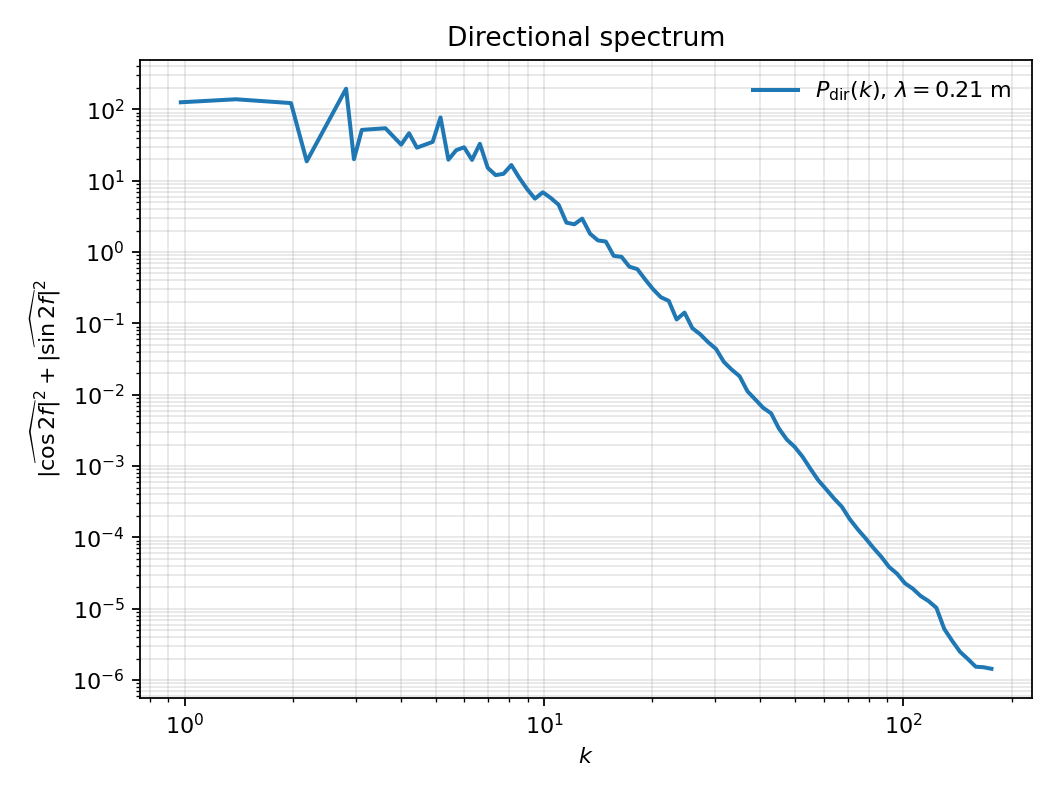 Directional spectrum
P_dir(k), λ = 0.21 m
10^2
10^1
10^0
10^-1
10^-2
10^-3
10^-4
10^-5
10^-6
|cos 2f|^2 + |sin 2f|^2
10^0 10^1 10^2
k